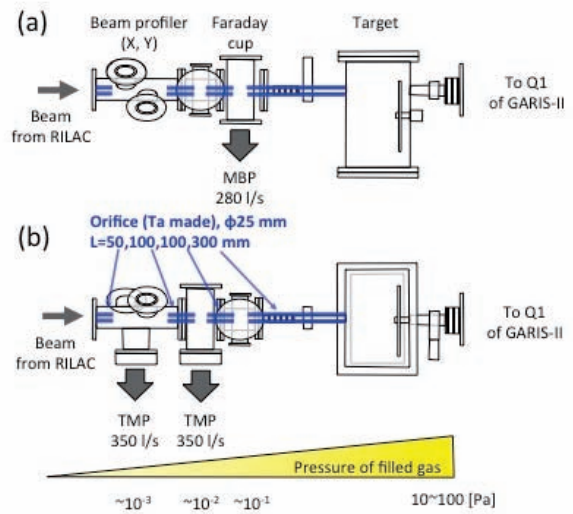 (a)
Beam profiler
(X, Y)
Faraday
cup
Target
Beam
from RILAC
To Q1
of GARIS-II
MBP
280 l/s
(b)
Orifice (Ta made), ϕ25 mm
L=50,100,100,300 mm
Beam
from RILAC
To Q1
of GARIS-II
TMP
350 l/s
TMP
350 l/s
Pressure of filled gas
~10⁻³
~10⁻²
~10⁻¹
10~100 [Pa]